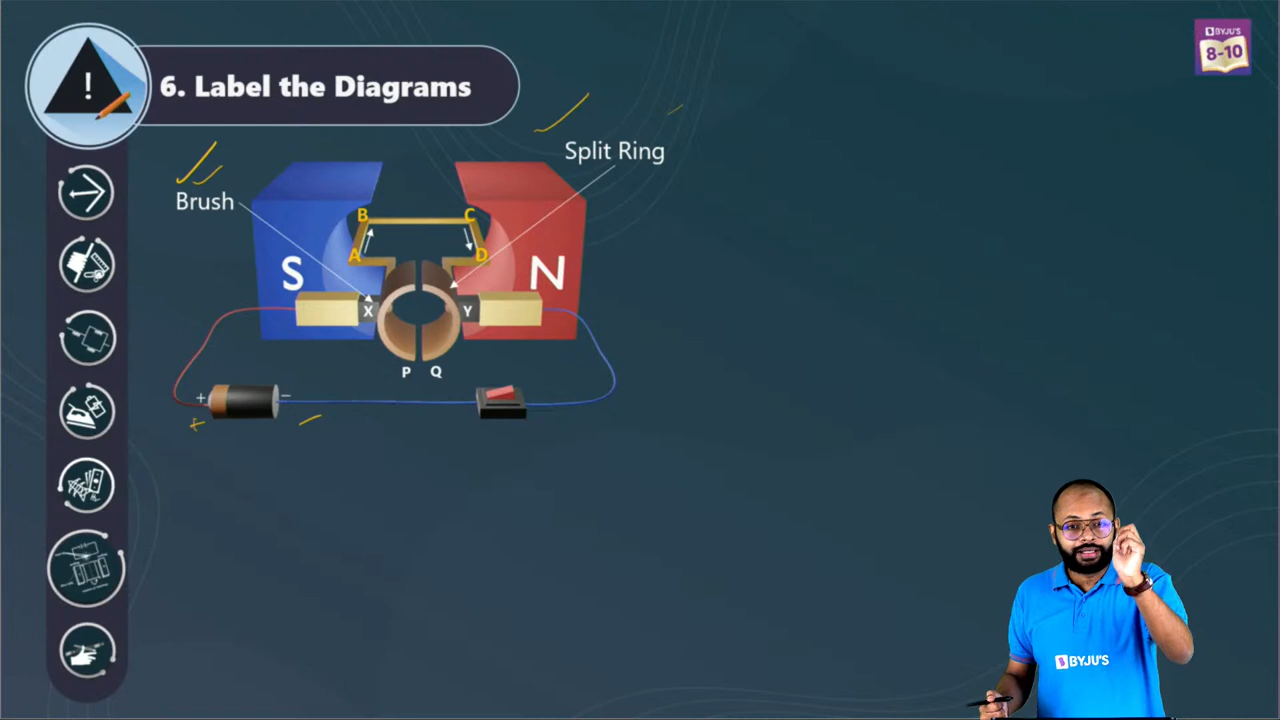 BYJU'S
8-10
!
6. Label the Diagrams
Split Ring
Brush
B
C
A
D
S
N
X
Y
P Q
+
−
+
−
BYJU'S